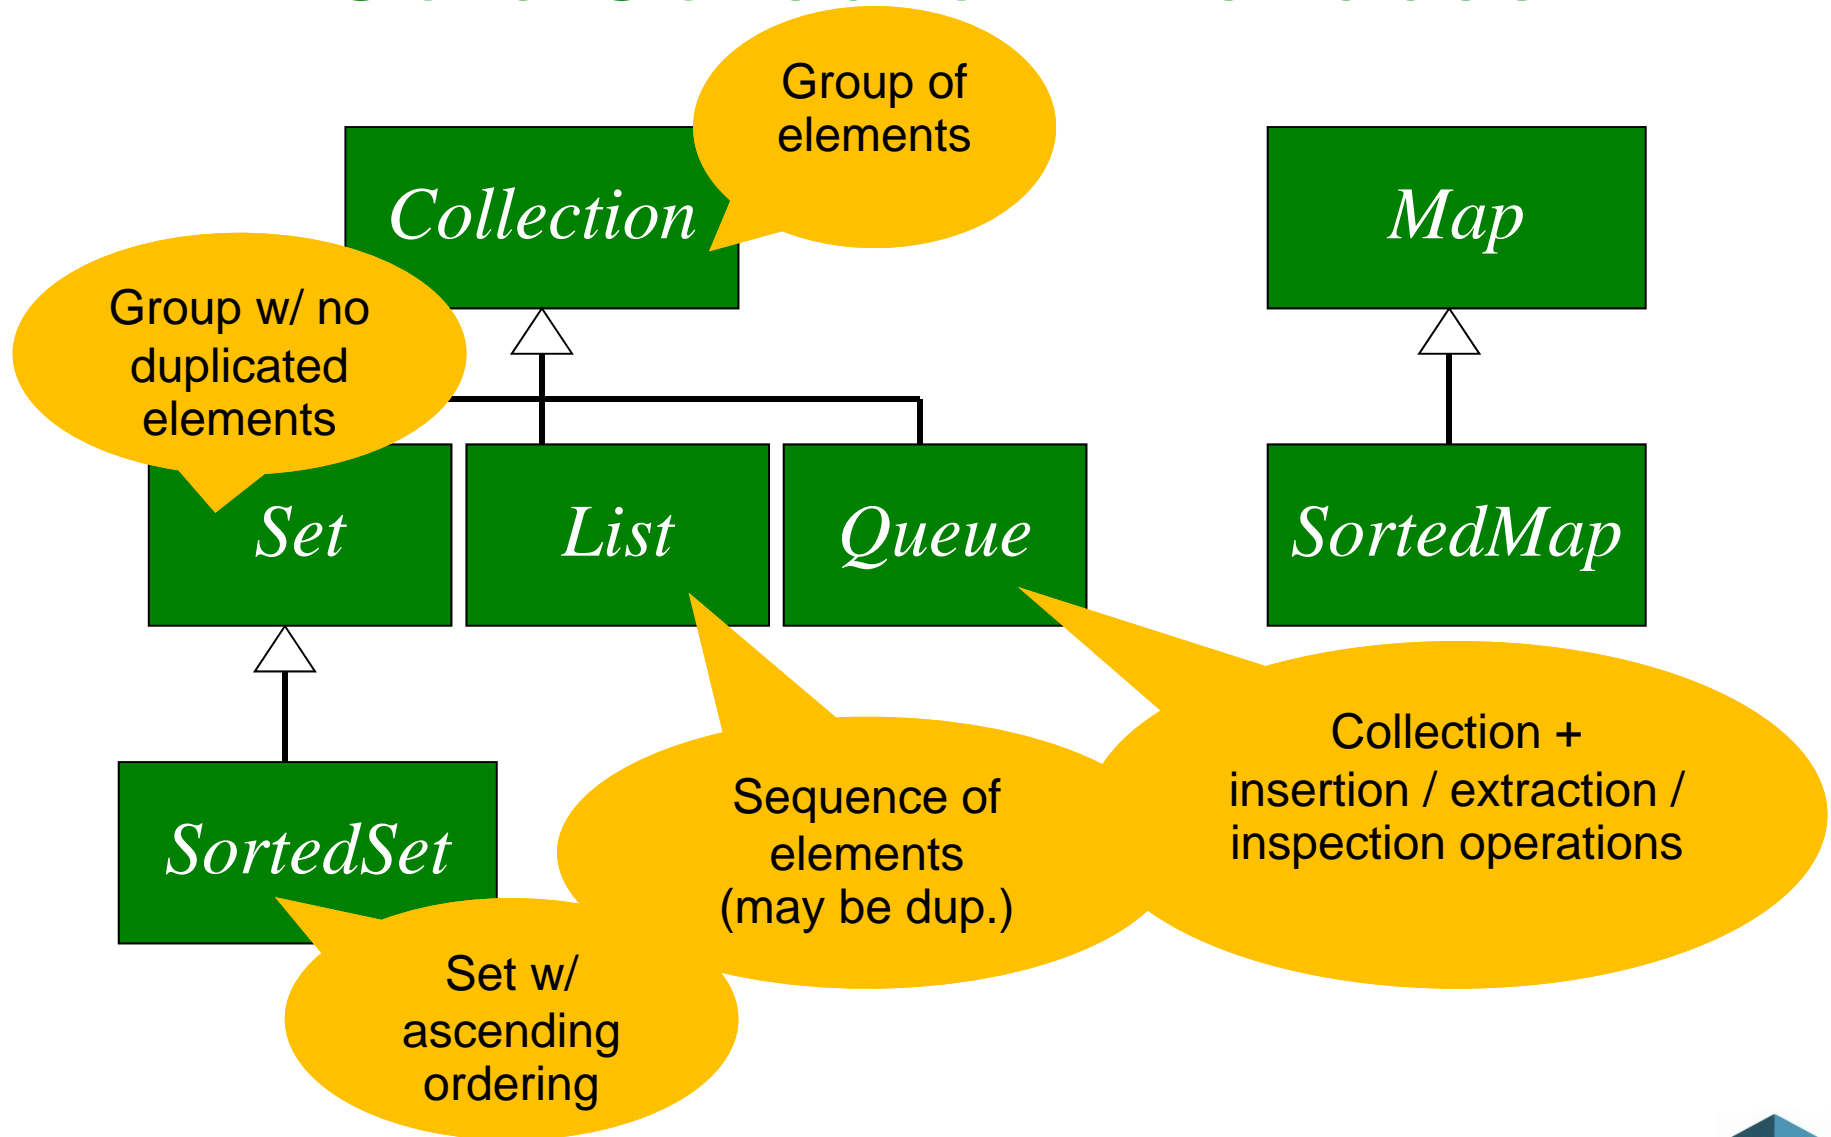 Group of
elements
Collection
Map
Group w/ no
duplicated
elements
Set
List
Queue
SortedMap
Collection +
insertion / extraction /
inspection operations
Sequence of
elements
(may be dup.)
SortedSet
Set w/
ascending
ordering